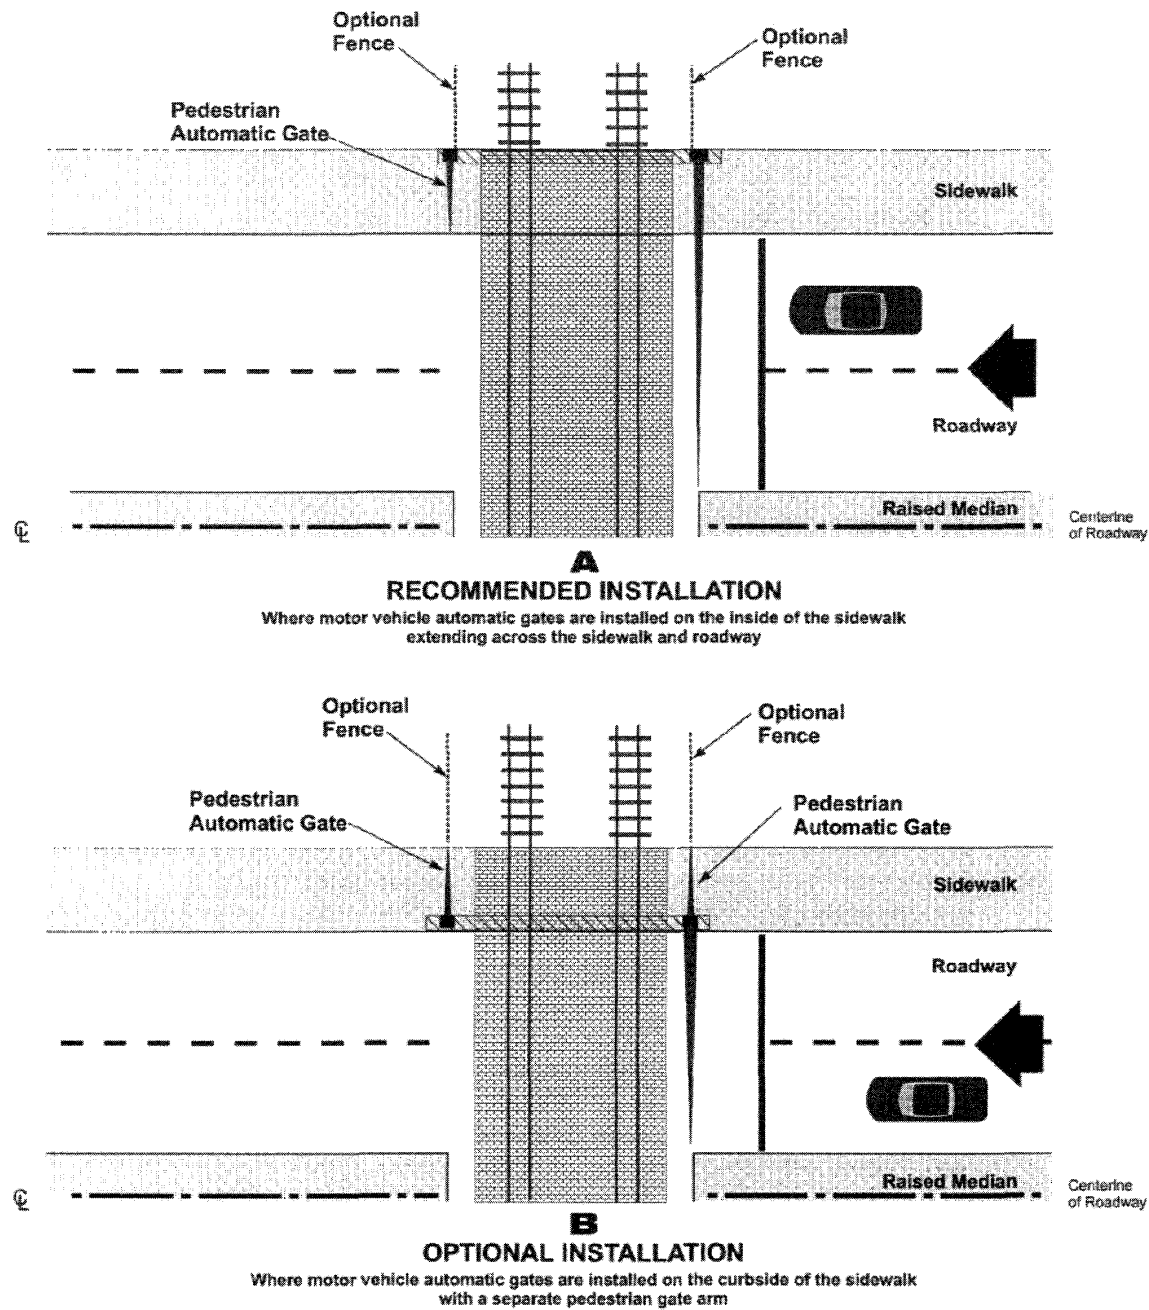 Optional
Fence
Optional
Fence
Pedestrian
Automatic Gate
Sidewalk
Roadway
Raised Median
℄
Centerine
of Roadway
A
RECOMMENDED INSTALLATION
Where motor vehicle automatic gates are installed on the inside of the sidewalk
extending across the sidewalk and roadway
Optional
Fence
Optional
Fence
Pedestrian
Automatic Gate
Pedestrian
Automatic Gate
Sidewalk
Roadway
Raised Median
℄
Centerine
of Roadway
B
OPTIONAL INSTALLATION
Where motor vehicle automatic gates are installed on the curbside of the sidewalk
with a separate pedestrian gate arm